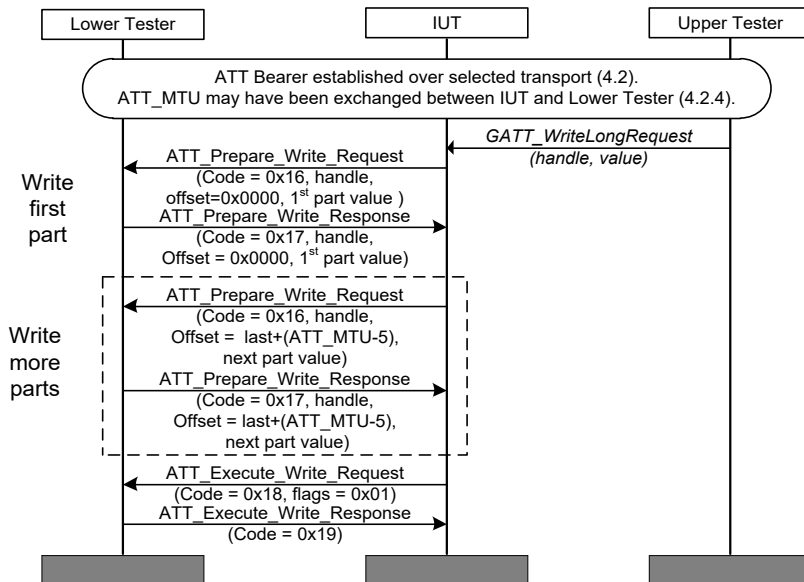 Lower Tester
IUT
Upper Tester
ATT Bearer established over selected transport (4.2).
ATT_MTU may have been exchanged between IUT and Lower Tester (4.2.4).
GATT_WriteLongRequest
(handle, value)
Write
first
part
ATT_Prepare_Write_Request
(Code = 0x16, handle,
offset=0x0000, 1st part value )
ATT_Prepare_Write_Response
(Code = 0x17, handle,
Offset = 0x0000, 1st part value)
Write
more
parts
ATT_Prepare_Write_Request
(Code = 0x16, handle,
Offset = last+(ATT_MTU-5),
next part value)
ATT_Prepare_Write_Response
(Code = 0x17, handle,
Offset = last+(ATT_MTU-5),
next part value)
ATT_Execute_Write_Request
(Code = 0x18, flags = 0x01)
ATT_Execute_Write_Response
(Code = 0x19)